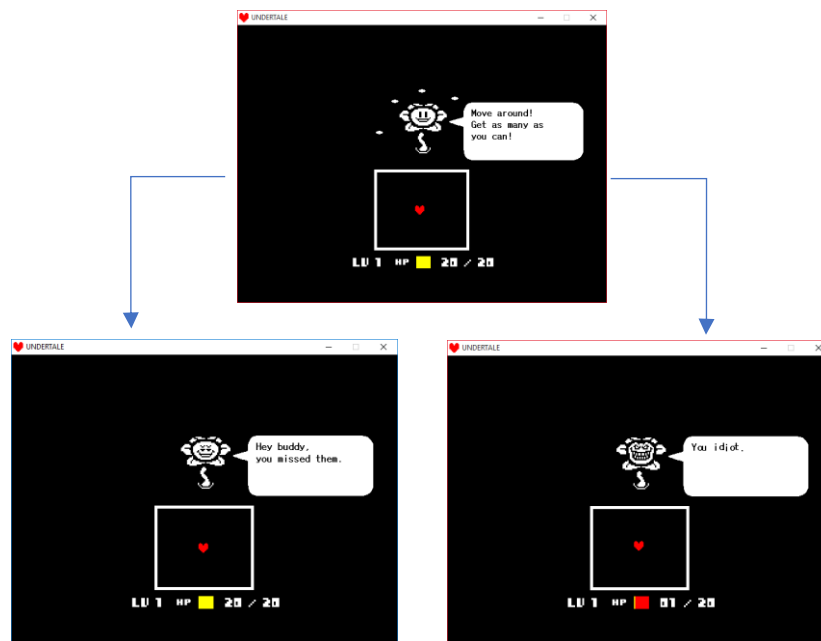 UNDERTALE
Move around!
Get as many as
you can!
LV 1 HP 20 / 20
UNDERTALE
Hey buddy,
you missed them.
LV 1 HP 20 / 20
UNDERTALE
You idiot.
LV 1 HP 01 / 20